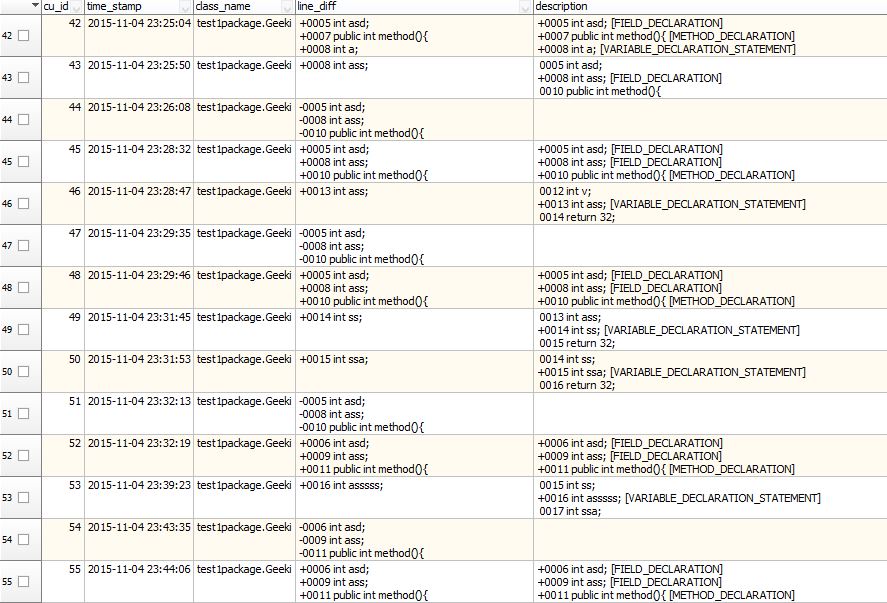 cu_id time_stamp class_name line_diff description
42 42 2015-11-04 23:25:04 test1package.Geeki +0005 int asd; +0005 int asd; [FIELD_DECLARATION]
+0007 public int method(){ +0007 public int method(){ [METHOD_DECLARATION]
+0008 int a; +0008 int a; [VARIABLE_DECLARATION_STATEMENT]
43 43 2015-11-04 23:25:50 test1package.Geeki +0008 int ass; 0005 int asd;
+0008 int ass; [FIELD_DECLARATION]
0010 public int method(){
44 44 2015-11-04 23:26:08 test1package.Geeki -0005 int asd;
-0008 int ass;
-0010 public int method(){
45 45 2015-11-04 23:28:32 test1package.Geeki +0005 int asd; +0005 int asd; [FIELD_DECLARATION]
+0008 int ass; +0008 int ass; [FIELD_DECLARATION]
+0010 public int method(){ +0010 public int method(){ [METHOD_DECLARATION]
46 46 2015-11-04 23:28:47 test1package.Geeki +0013 int ass; 0012 int v;
+0013 int ass; [VARIABLE_DECLARATION_STATEMENT]
0014 return 32;
47 47 2015-11-04 23:29:35 test1package.Geeki -0005 int asd;
-0008 int ass;
-0010 public int method(){
48 48 2015-11-04 23:29:46 test1package.Geeki +0005 int asd; +0005 int asd; [FIELD_DECLARATION]
+0008 int ass; +0008 int ass; [FIELD_DECLARATION]
+0010 public int method(){ +0010 public int method(){ [METHOD_DECLARATION]
49 49 2015-11-04 23:31:45 test1package.Geeki +0014 int ss; 0013 int ass;
+0014 int ss; [VARIABLE_DECLARATION_STATEMENT]
0015 return 32;
50 50 2015-11-04 23:31:53 test1package.Geeki +0015 int ssa; 0014 int ss;
+0015 int ssa; [VARIABLE_DECLARATION_STATEMENT]
0016 return 32;
51 51 2015-11-04 23:32:13 test1package.Geeki -0005 int asd;
-0008 int ass;
-0010 public int method(){
52 52 2015-11-04 23:32:19 test1package.Geeki +0006 int asd; +0006 int asd; [FIELD_DECLARATION]
+0009 int ass; +0009 int ass; [FIELD_DECLARATION]
+0011 public int method(){ +0011 public int method(){ [METHOD_DECLARATION]
53 53 2015-11-04 23:39:23 test1package.Geeki +0016 int asssss; 0015 int ss;
+0016 int asssss; [VARIABLE_DECLARATION_STATEMENT]
0017 int ssa;
54 54 2015-11-04 23:43:35 test1package.Geeki -0006 int asd;
-0009 int ass;
-0011 public int method(){
55 55 2015-11-04 23:44:06 test1package.Geeki +0006 int asd; +0006 int asd; [FIELD_DECLARATION]
+0009 int ass; +0009 int ass; [FIELD_DECLARATION]
+0011 public int method(){ +0011 public int method(){ [METHOD_DECLARATION]